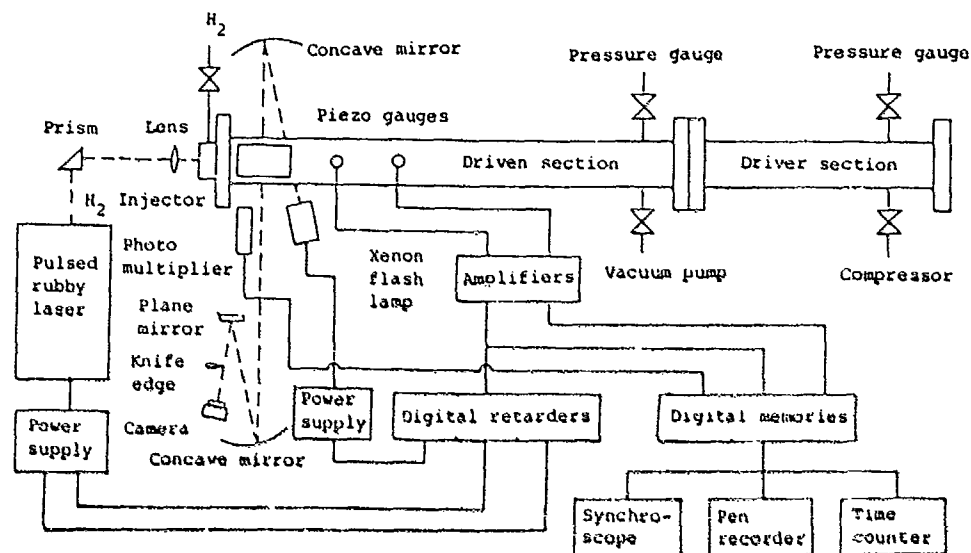 H2
Concave mirror
Pressure gauge
Pressure gauge
Piezo gauges
Prism
Lens
Driven section
Driver section
H2 Injector
Photo
multiplier
Xenon
flash
lamp
Amplifiers
Vacuum pump
Compressor
Pulsed
rubby
laser
Plane
mirror
Knife
edge
Camera
Power
supply
Digital retarders
Digital memories
Power
supply
Concave mirror
Synchro-
scope
Pen
recorder
Time
counter